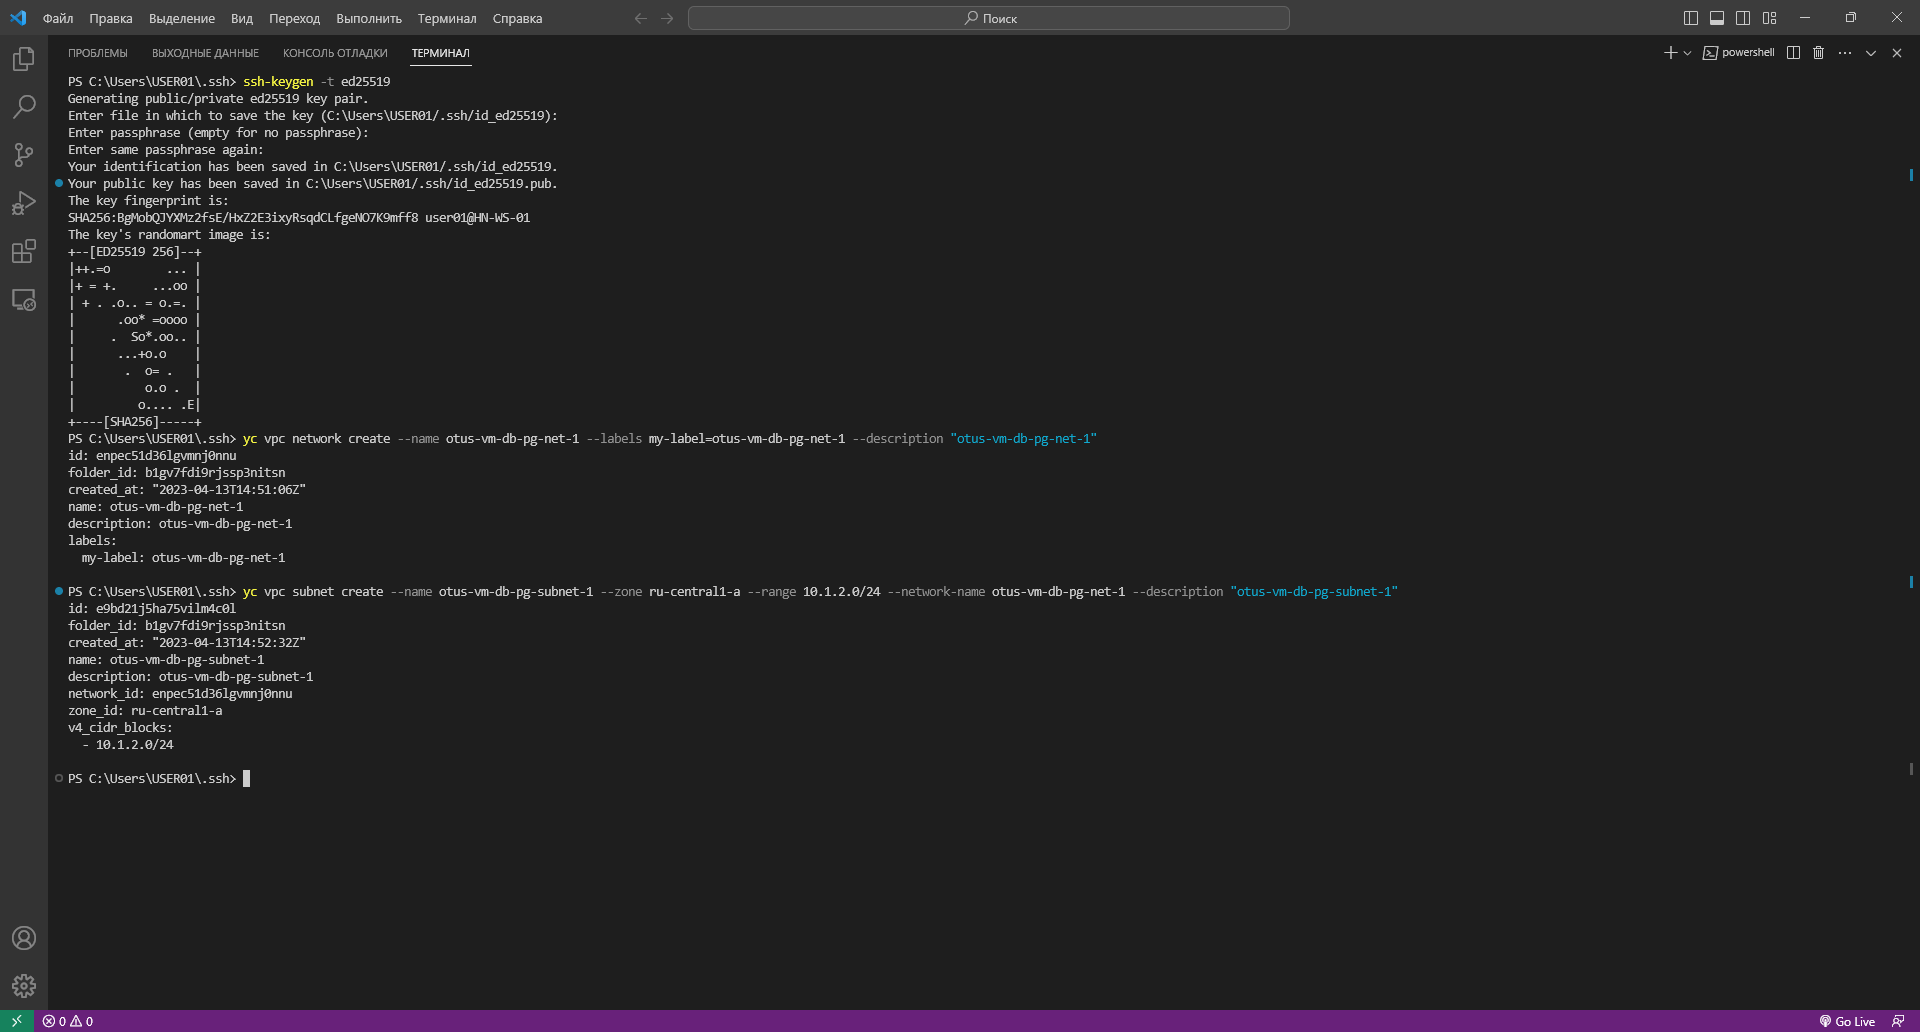 Файл Правка Выделение Вид Переход Выполнить Терминал Справка Поиск
ПРОБЛЕМЫ ВЫХОДНЫЕ ДАННЫЕ КОНСОЛЬ ОТЛАДКИ ТЕРМИНАЛ powershell
PS C:\Users\USER01\.ssh> ssh-keygen -t ed25519
Generating public/private ed25519 key pair.
Enter file in which to save the key (C:\Users\USER01/.ssh/id_ed25519):
Enter passphrase (empty for no passphrase):
Enter same passphrase again:
Your identification has been saved in C:\Users\USER01/.ssh/id_ed25519.
Your public key has been saved in C:\Users\USER01/.ssh/id_ed25519.pub.
The key fingerprint is:
SHA256:BgMobQJYXMz2fsE/HxZ2E3ixyRsqdCLfgeNO7K9mff8 user01@HN-WS-01
The key's randomart image is:
+--[ED25519 256]--+
|++.=o        ... |
|+ = +.     ...oo |
| + . .o.. = o.=. |
|      .oo* =oooo |
|     .  So*.oo.. |
|      ...+o.o    |
|       .  o= .   |
|          o.o .  |
|         o.... .E|
+----[SHA256]-----+
PS C:\Users\USER01\.ssh> yc vpc network create --name otus-vm-db-pg-net-1 --labels my-label=otus-vm-db-pg-net-1 --description "otus-vm-db-pg-net-1"
id: enpec51d36lgvmnj0nnu
folder_id: b1gv7fdi9rjssp3nitsn
created_at: "2023-04-13T14:51:06Z"
name: otus-vm-db-pg-net-1
description: otus-vm-db-pg-net-1
labels:
  my-label: otus-vm-db-pg-net-1
PS C:\Users\USER01\.ssh> yc vpc subnet create --name otus-vm-db-pg-subnet-1 --zone ru-central1-a --range 10.1.2.0/24 --network-name otus-vm-db-pg-net-1 --description "otus-vm-db-pg-subnet-1"
id: e9bd21j5ha75vilm4c0l
folder_id: b1gv7fdi9rjssp3nitsn
created_at: "2023-04-13T14:52:32Z"
name: otus-vm-db-pg-subnet-1
description: otus-vm-db-pg-subnet-1
network_id: enpec51d36lgvmnj0nnu
zone_id: ru-central1-a
v4_cidr_blocks:
  - 10.1.2.0/24
PS C:\Users\USER01\.ssh>
0 0 Go Live